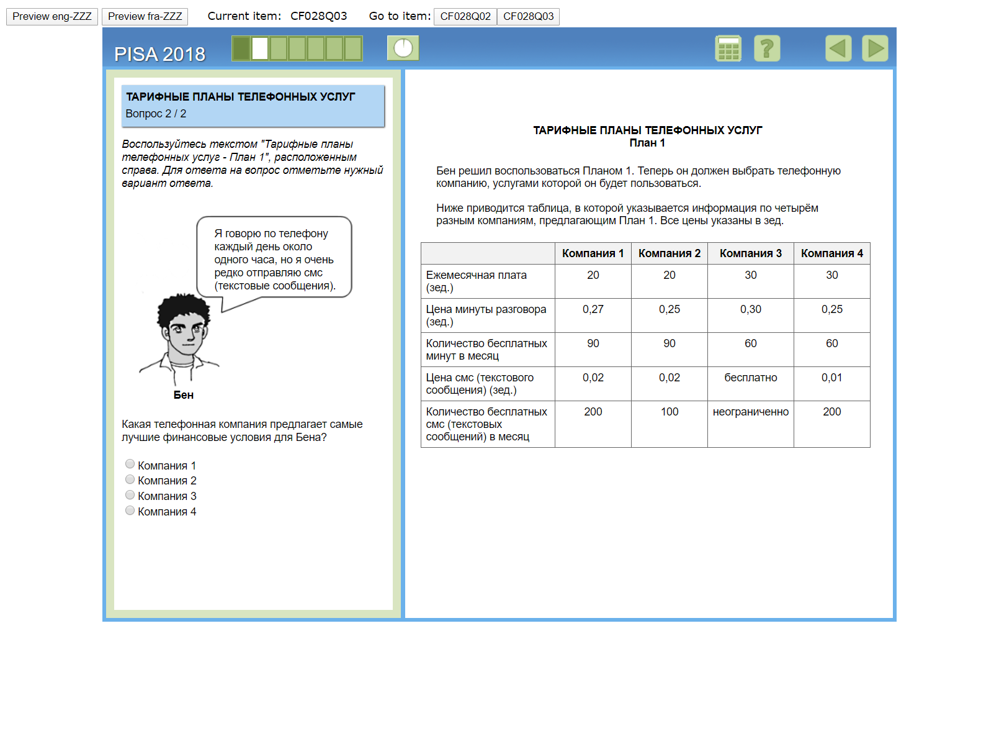 Preview eng-ZZZ Preview fra-ZZZ Current item: CF028Q03 Go to item: CF028Q02 CF028Q03
PISA 2018
ТАРИФНЫЕ ПЛАНЫ ТЕЛЕФОННЫХ УСЛУГ
Вопрос 2 / 2
Воспользуйтесь текстом "Тарифные планы
телефонных услуг - План 1", расположенным
справа. Для ответа на вопрос отметьте нужный
вариант ответа.
Я говорю по телефону
каждый день около
одного часа, но я очень
редко отправляю смс
(текстовые сообщения).
Бен
Какая телефонная компания предлагает самые
лучшие финансовые условия для Бена?
Компания 1
Компания 2
Компания 3
Компания 4
ТАРИФНЫЕ ПЛАНЫ ТЕЛЕФОННЫХ УСЛУГ
План 1
Бен решил воспользоваться Планом 1. Теперь он должен выбрать телефонную
компанию, услугами которой он будет пользоваться.
Ниже приводится таблица, в которой указывается информация по четырём
разным компаниям, предлагающим План 1. Все цены указаны в зед.
Компания 1 Компания 2 Компания 3 Компания 4
Ежемесячная плата 20 20 30 30
(зед.)
Цена минуты разговора 0,27 0,25 0,30 0,25
(зед.)
Количество бесплатных 90 90 60 60
минут в месяц
Цена смс (текстового 0,02 0,02 бесплатно 0,01
сообщения) (зед.)
Количество бесплатных 200 100 неограниченно 200
смс (текстовых
сообщений) в месяц